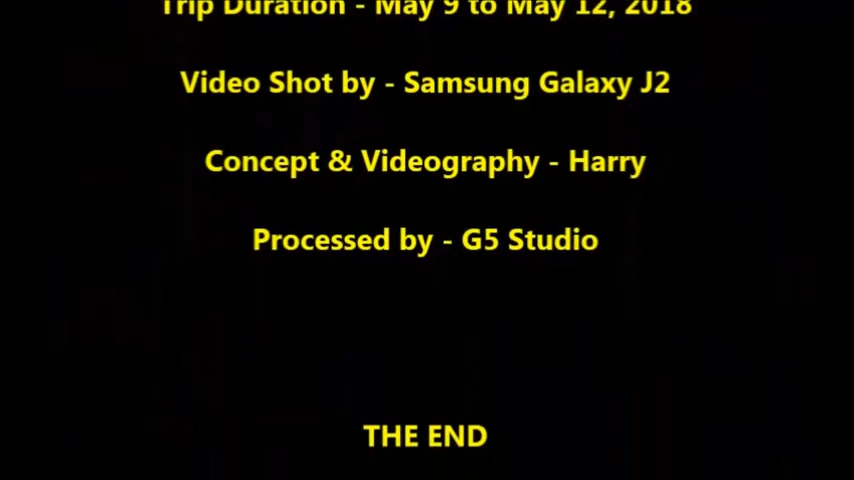 Trip Duration - May 9 to May 12, 2018
Video Shot by - Samsung Galaxy J2
Concept & Videography - Harry
Processed by - G5 Studio
THE END